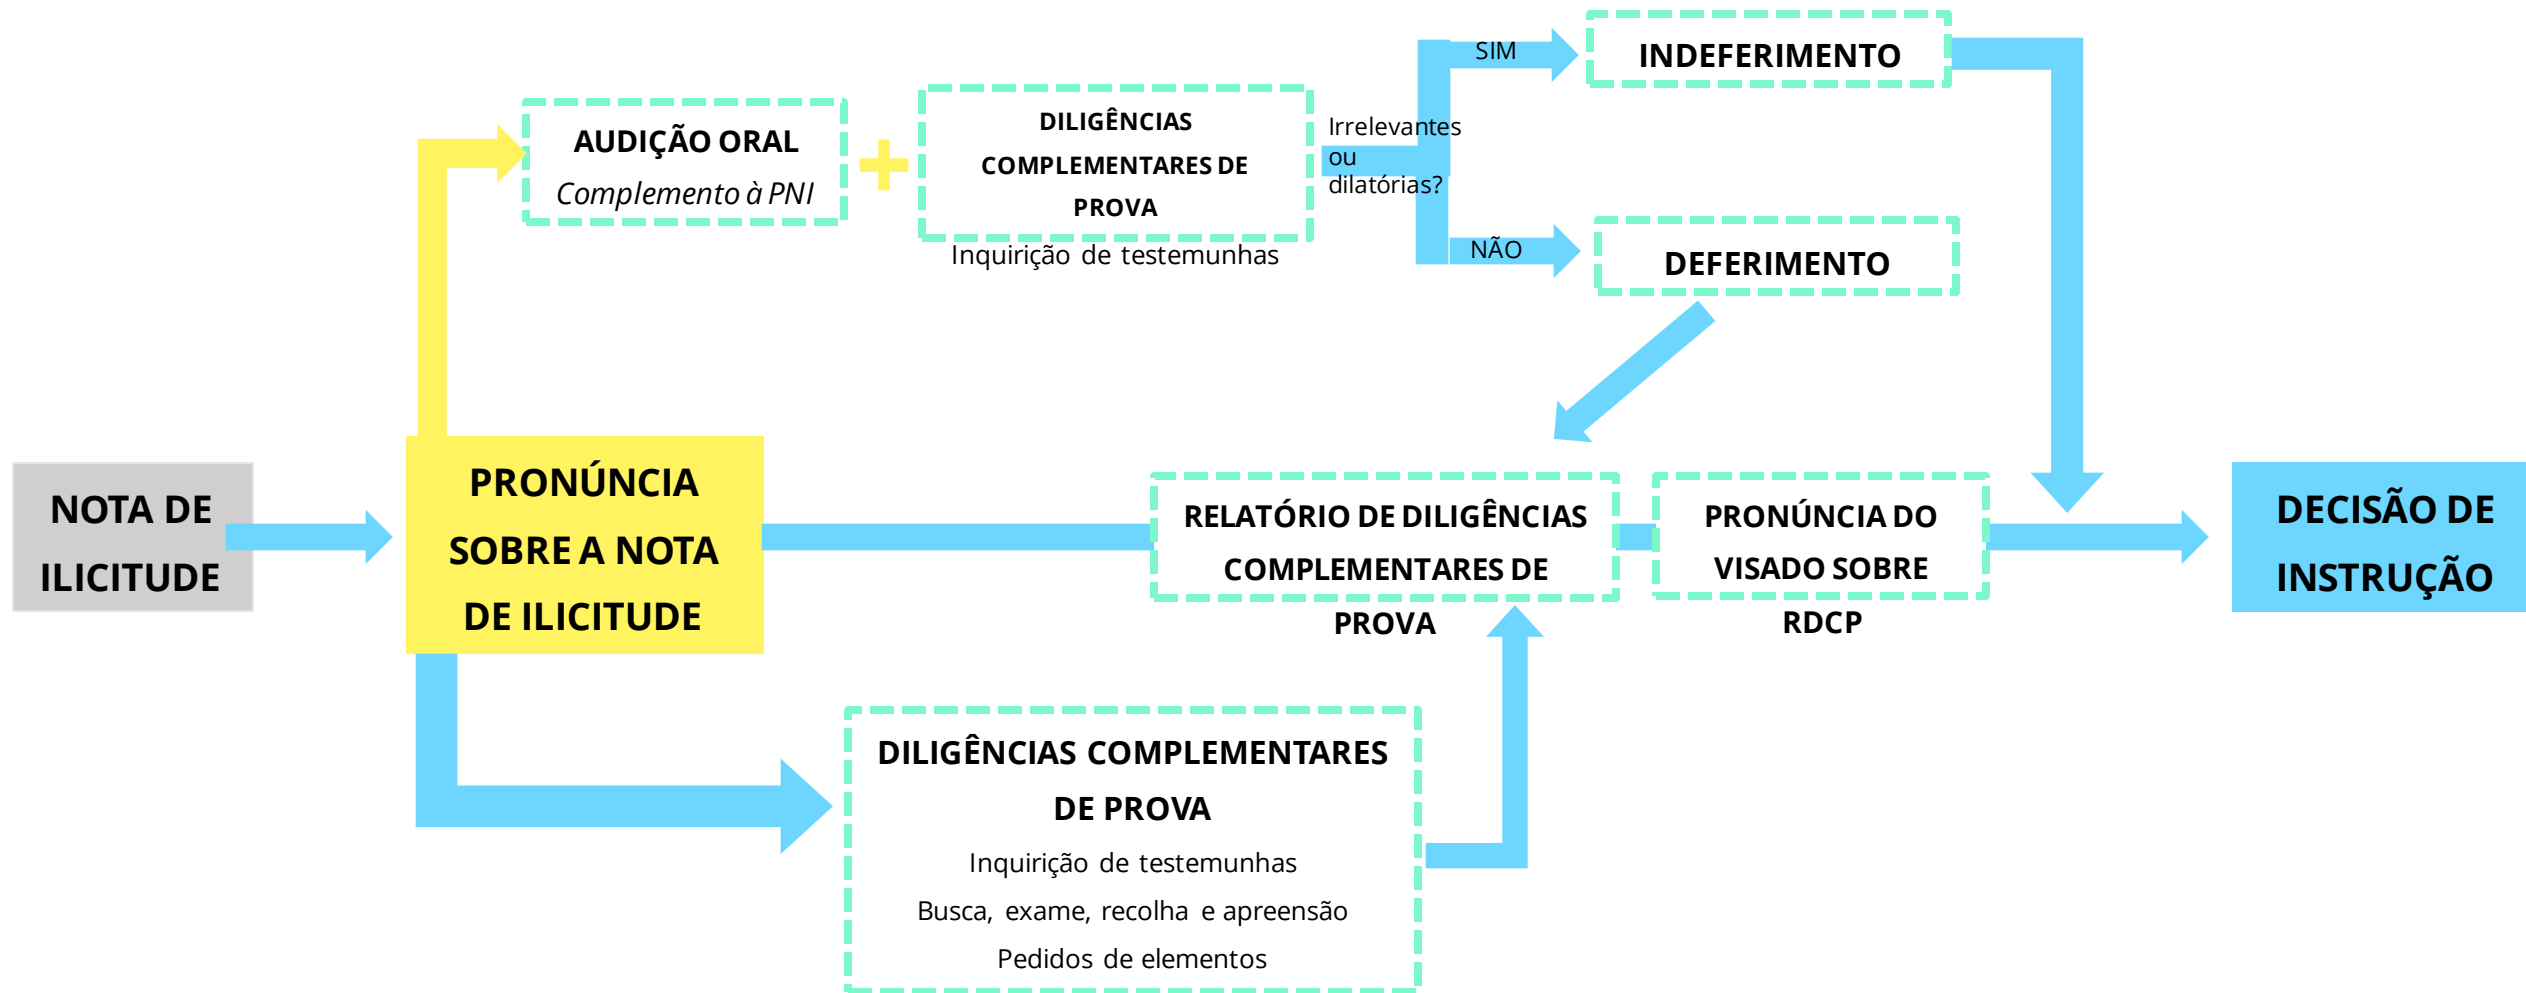 SIM
INDEFERIMENTO
AUDIÇÃO ORAL
Complemento à PNI
DILIGÊNCIAS
COMPLEMENTARES DE
PROVA
Inquirição de testemunhas
Irrelevantes
ou
dilatórias?
NÃO
DEFERIMENTO
NOTA DE
ILICITUDE
PRONÚNCIA
SOBRE A NOTA
DE ILICITUDE
RELATÓRIO DE DILIGÊNCIAS
COMPLEMENTARES DE
PROVA
PRONÚNCIA DO
VISADO SOBRE
RDCP
DECISÃO DE
INSTRUÇÃO
DILIGÊNCIAS COMPLEMENTARES
DE PROVA
Inquirição de testemunhas
Busca, exame, recolha e apreensão
Pedidos de elementos